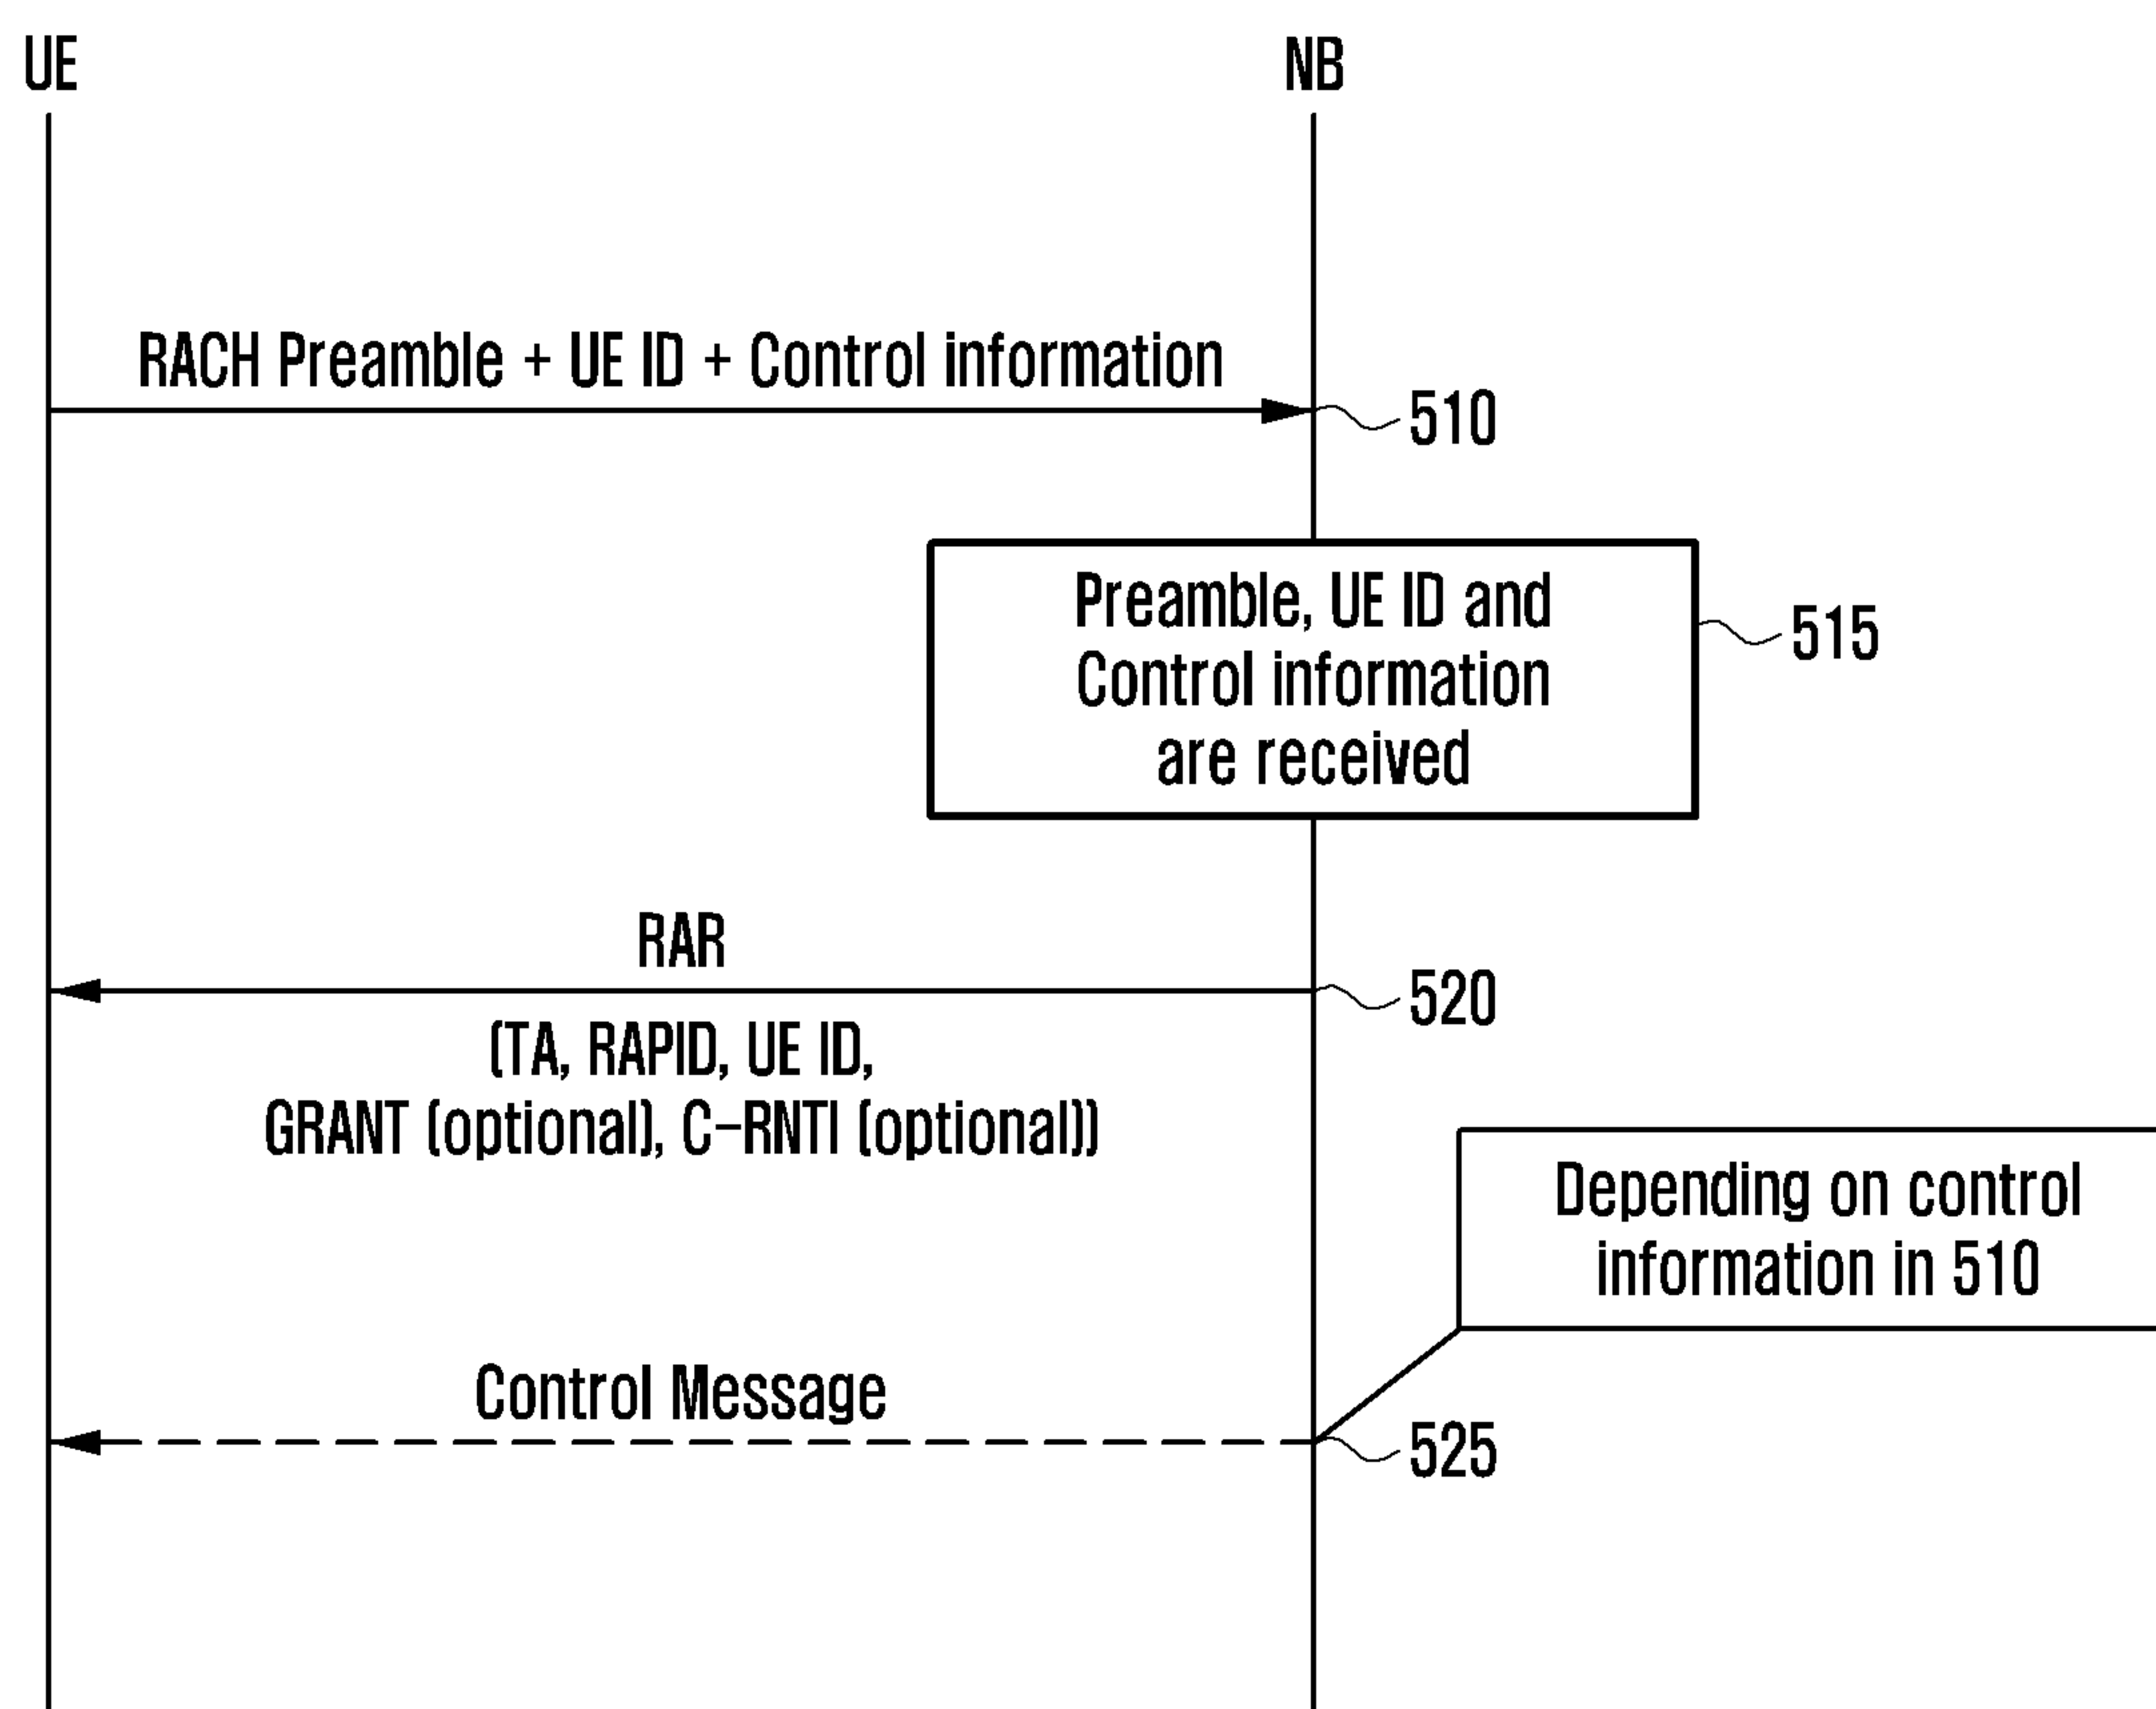 UE
NB
RACH Preamble + UE ID + Control information
510
Preamble, UE ID and
Control information
are received
515
RAR
520
(TA, RAPID, UE ID,
GRANT (optional), C–RNTI (optional))
Depending on control
information in 510
Control Message
525